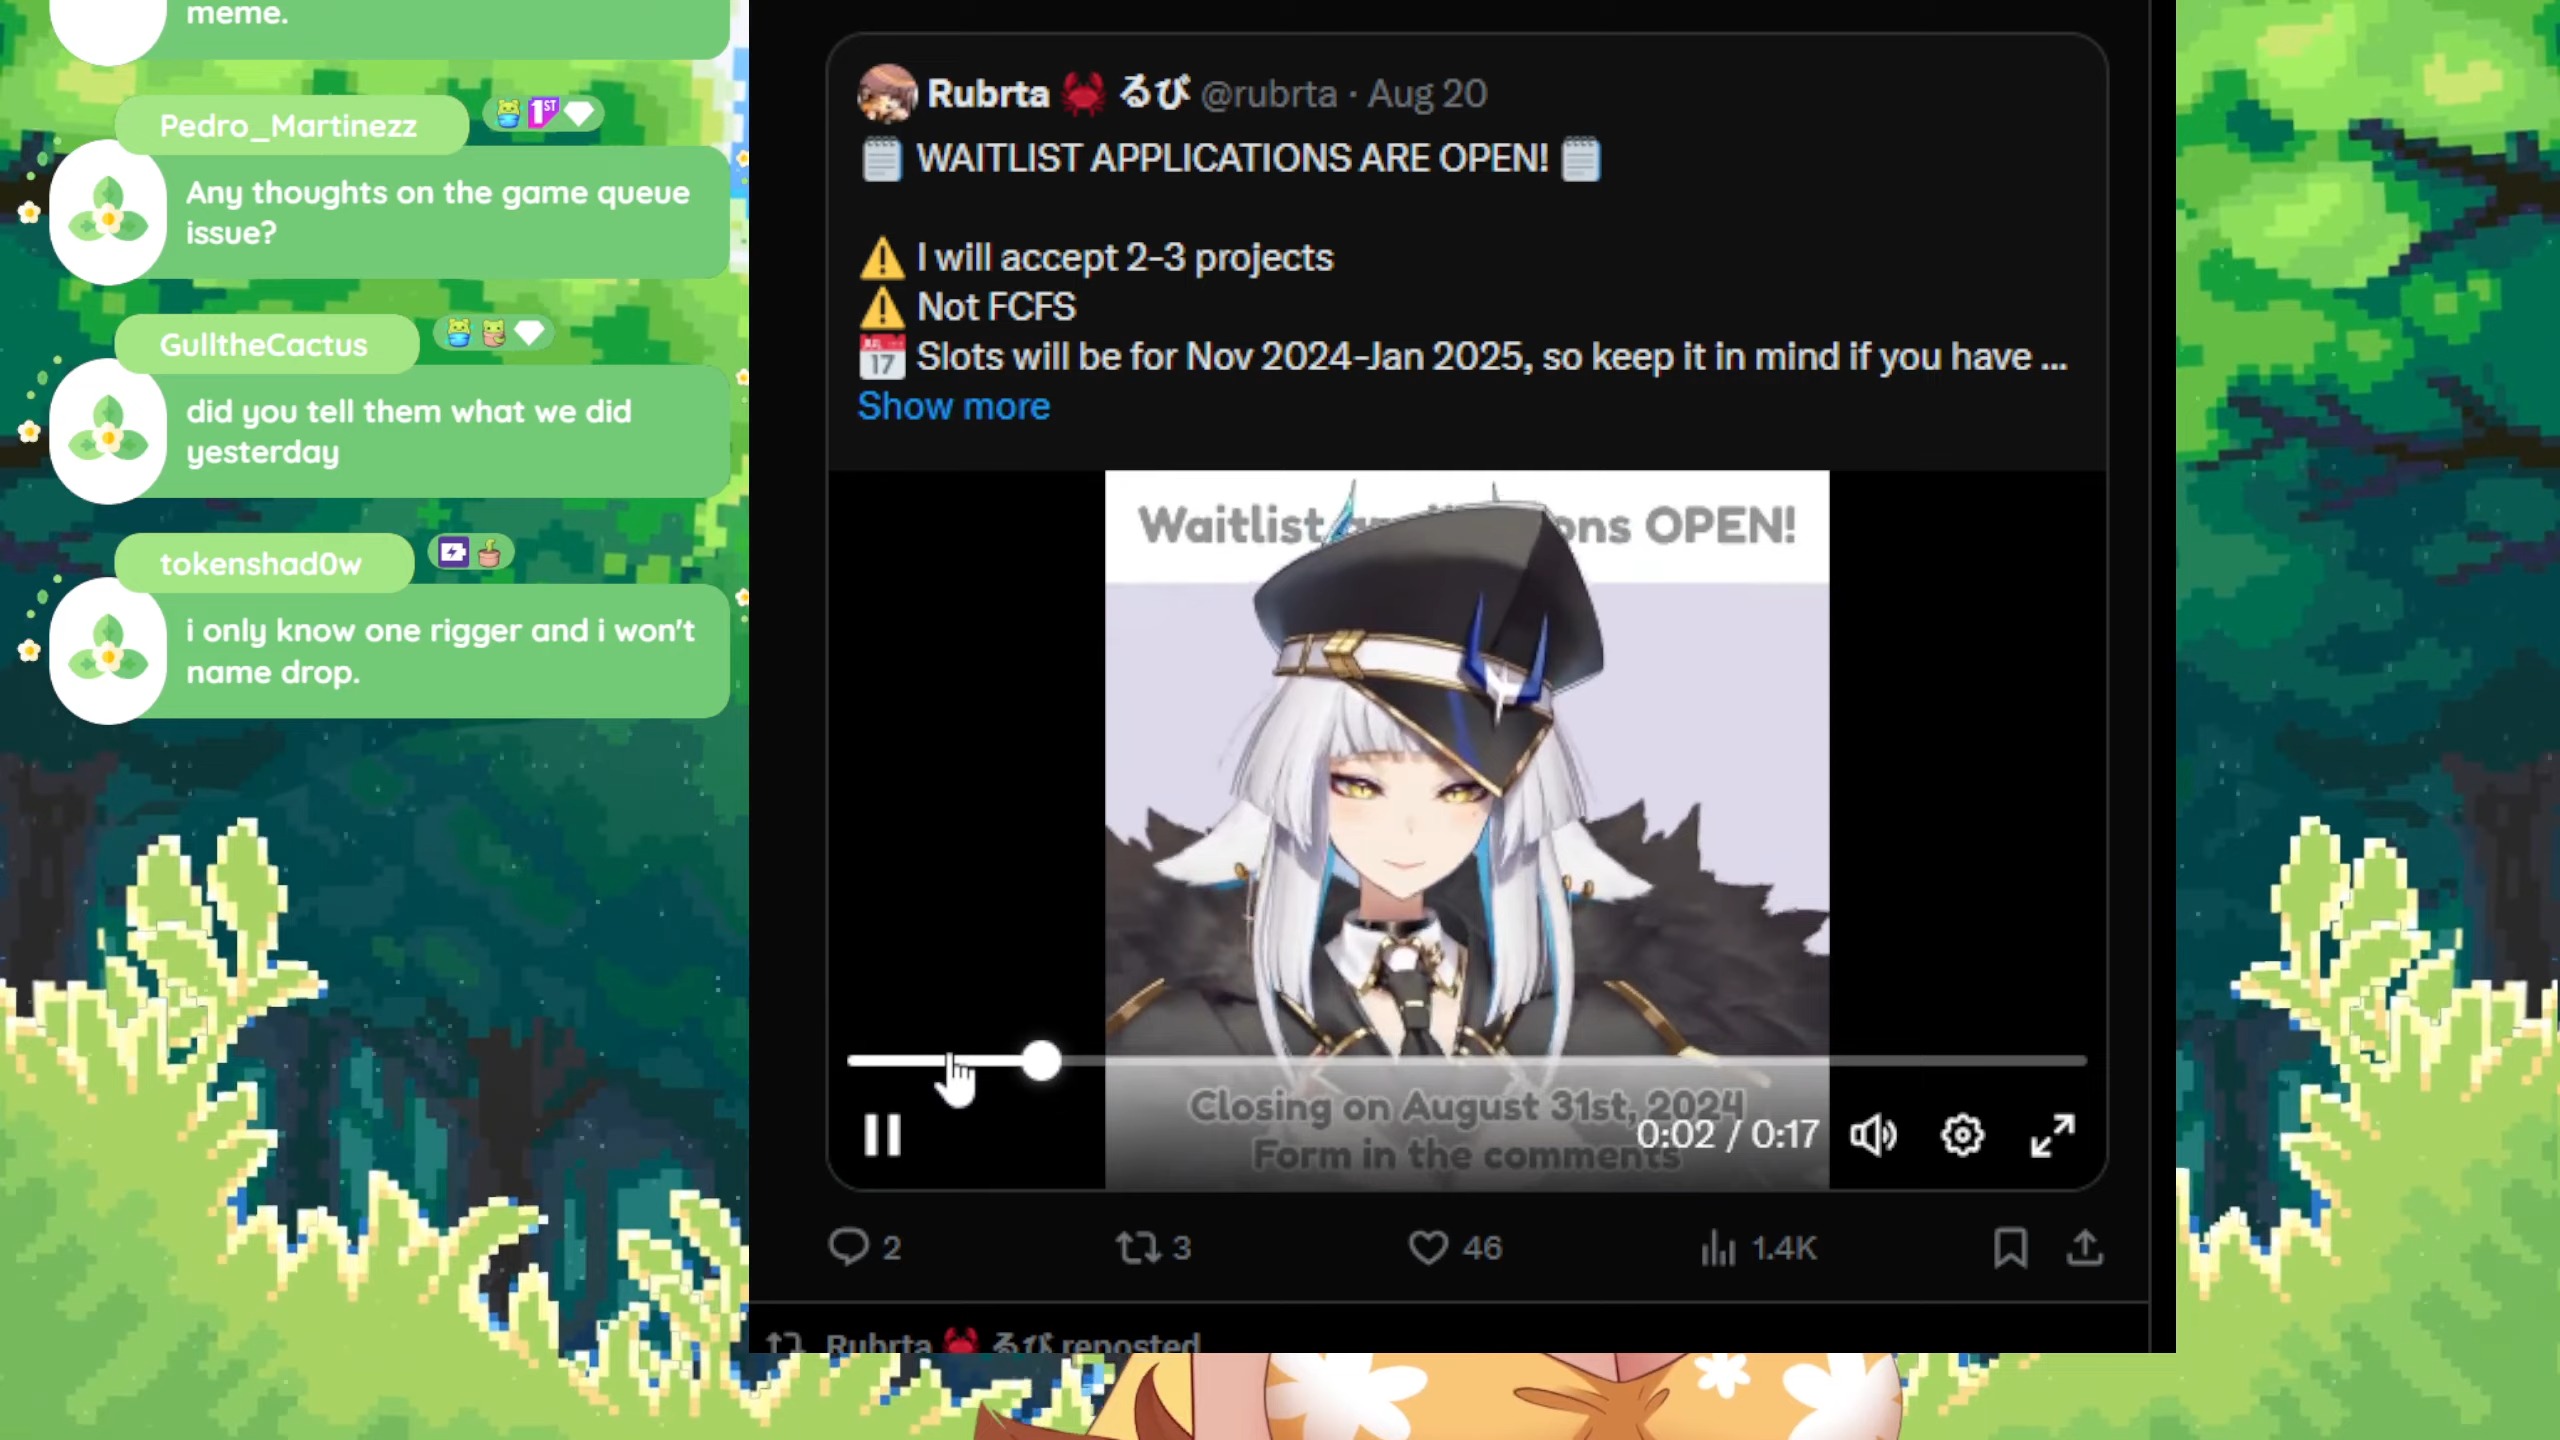 meme.
Pedro_Martinezz
1ST
Any thoughts on the game queue
issue?
GulltheCactus
did you tell them what we did
yesterday
tokenshad0w
i only know one rigger and i won't
name drop.
Rubrta 🦀 るび @rubrta · Aug 20
🗒️ WAITLIST APPLICATIONS ARE OPEN! 🗒️
⚠️ I will accept 2-3 projects
⚠️ Not FCFS
📅 Slots will be for Nov 2024-Jan 2025, so keep it in mind if you have ...
Show more
Waitlist ons OPEN!
Closing on August 31st, 2024
Form in the comments
0:02 / 0:17
2
3
46
1.4K
Rubrta 🦀 るび reposted